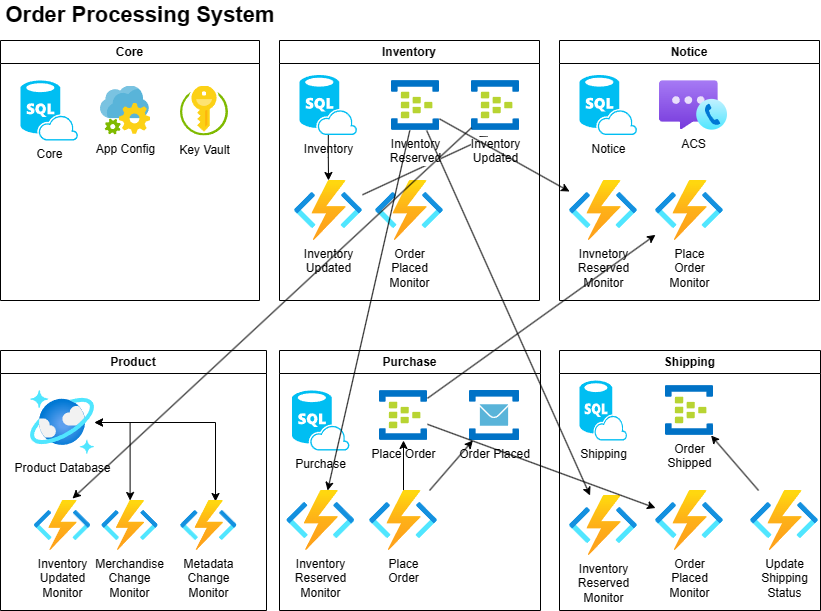 Order Processing System
Core
SQL
Core
App Config
Key Vault
Inventory
SQL
Inventory
Inventory
Reserved
Inventory
Updated
Inventory
Updated
Order
Placed
Monitor
Notice
SQL
Notice
ACS
Invnetory
Reserved
Monitor
Place
Order
Monitor
Product
Product Database
Inventory
Updated
Monitor
Merchandise
Change
Monitor
Metadata
Change
Monitor
Purchase
SQL
Purchase
Place Order
Order Placed
Inventory
Reserved
Monitor
Place
Order
Shipping
SQL
Shipping
Order
Shipped
Inventory
Reserved
Monitor
Order
Placed
Monitor
Update
Shipping
Status